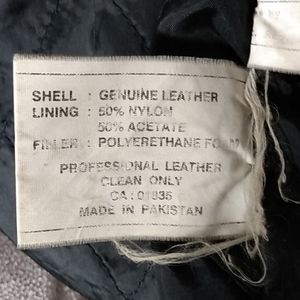 SHELL : GENUINE LEATHER
LINING : 50% NYLON
50% ACETATE
FILLER : POLYERETHANE FOAM
PROFESSIONAL LEATHER
CLEAN ONLY
CA : 01835
MADE IN PAKISTAN
by